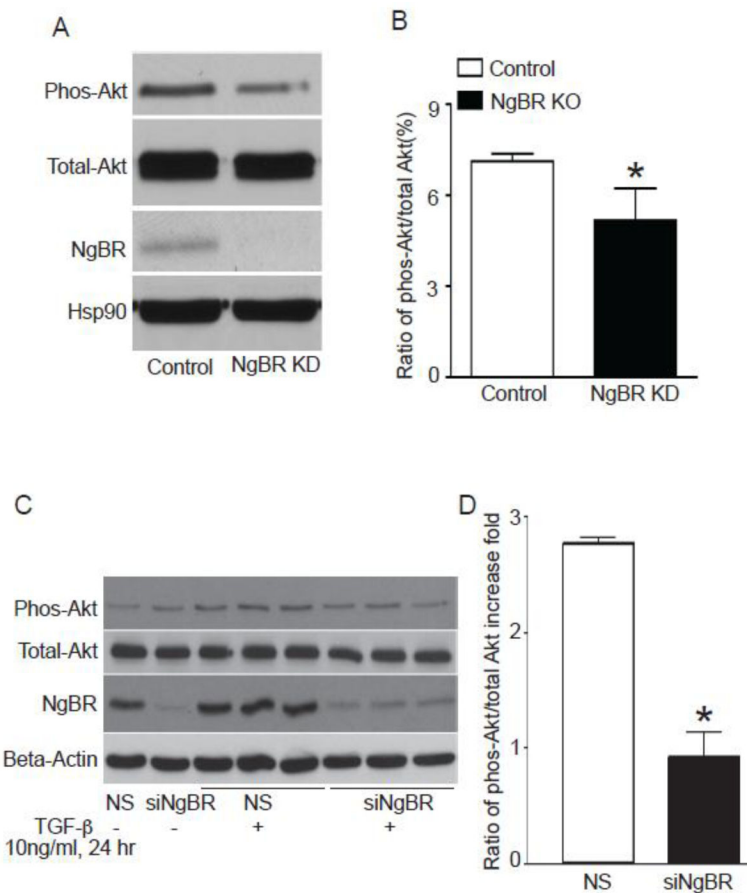 A
Phos-Akt
Total-Akt
NgBR
Hsp90
Control NgBR KD
B
Control
NgBR KO
Ratio of phos-Akt/total Akt(%)
9
6
3
0
*
Control NgBR KD
C
Phos-Akt
Total-Akt
NgBR
Beta-Actin
NS siNgBR NS siNgBR
TGF-β - - + +
10ng/ml, 24 hr
D
Ratio of phos-Akt/total Akt increase fold
3
2
1
0
*
NS siNgBR